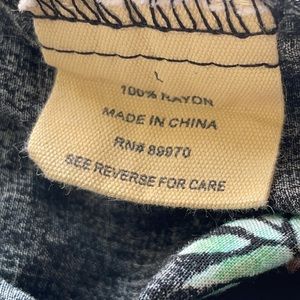 L
100% RAYON
MADE IN CHINA
RN# 89970
SEE REVERSE FOR CARE